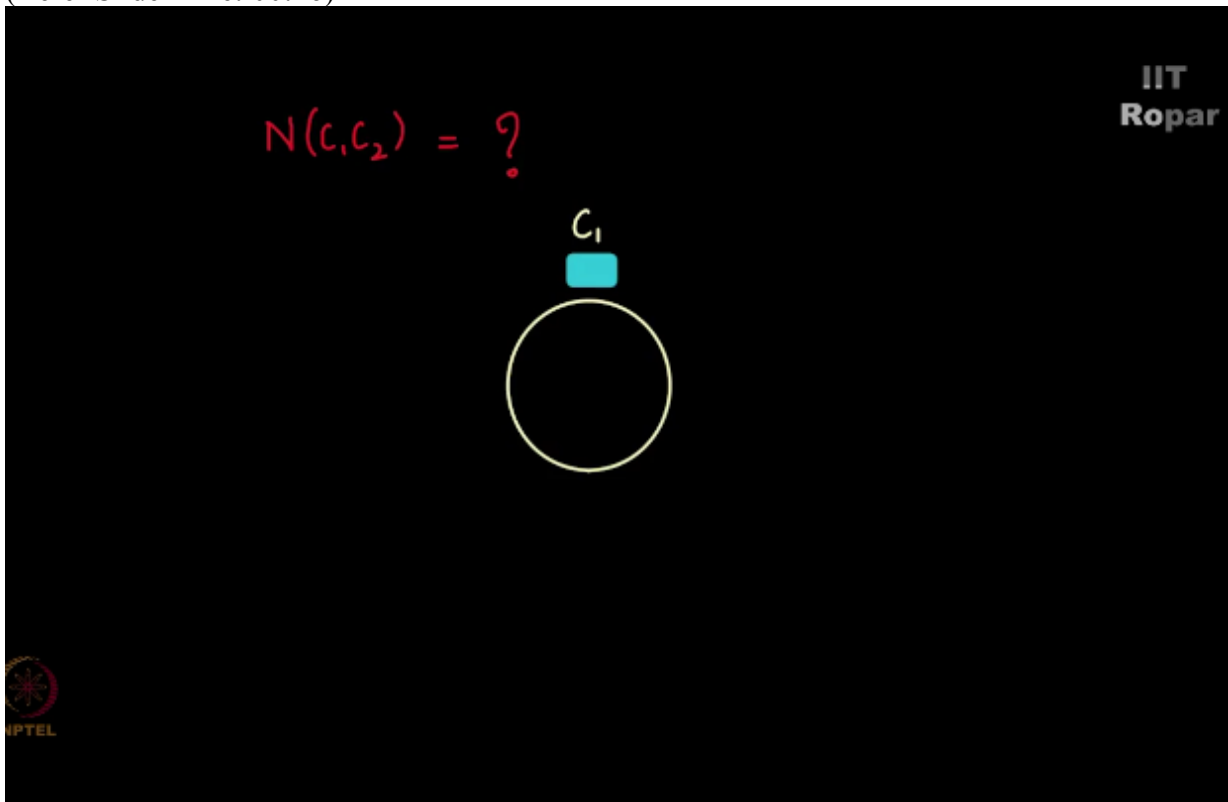 IIT
Ropar
N(C₁C₂) = ?
C₁
NPTEL